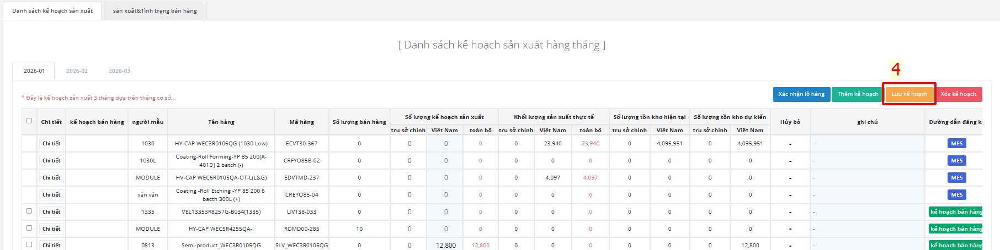 Danh sách kế hoạch sản xuất sản xuất&Tình trạng bán hàng
[ Danh sách kế hoạch sản xuất hàng tháng ]
2026-01 2026-02 2026-03
4
* Đây là kế hoạch sản xuất 3 tháng dựa trên tháng cơ sở..
Xác nhận lô hàng Thêm kế hoạch Lưu kế hoạch Xóa kế hoạch
Chi tiết kế hoạch bán hàng người mẫu Tên hàng Mã hàng Số lượng bán hàng Số lượng kế hoạch sản xuất Khối lượng sản xuất thực tế Số lượng tồn kho hiện tại Số lượng tồn kho dự kiến Hủy bỏ ghi chú Đường dẫn đăng ký
trụ sở chính Việt Nam toàn bộ trụ sở chính Việt Nam toàn bộ trụ sở chính Việt Nam trụ sở chính Việt Nam
Chi tiết 1030 HY-CAP WEC3R0106QG (1030 Low) ECVT30-367 0 0 0 0 0 23,940 23,940 0 4,095,951 0 4,095,951 - - MES
Chi tiết 1030L Coating-Roll Forming-YP 85 200(A-
401D) 2 batch (-) CRFYO85B-02 0 0 0 0 0 0 0 0 0 0 0 - - MES
Chi tiết MODULE HV-CAP WEC6R0105QA-OT-L(L&G) EDVTMD-237 0 0 0 0 0 4,097 4,097 0 0 0 0 - - MES
Chi tiết vân vân Coating -Roll Etching -YP 85 200 6
bacth 300L (+) CREYO85-04 0 0 0 0 0 0 0 0 0 0 0 - - MES
Chi tiết 1335 VEL13353R8257G-B034(1335) LIVT38-033 0 0 0 0 0 0 0 0 0 0 0 - - kế hoạch bán hàng
Chi tiết MODULE HY-CAP WEC5R4255QA-I RDMD00-285 10 0 0 0 0 0 0 0 0 0 0 - - kế hoạch bán hàng
Chi tiết 0813 Semi-product_WEC3R0105QG SLV_WEC3R0105QG 0 0 12,800 12,800 0 0 0 0 0 0 12,800 - - kế hoạch bán hàng